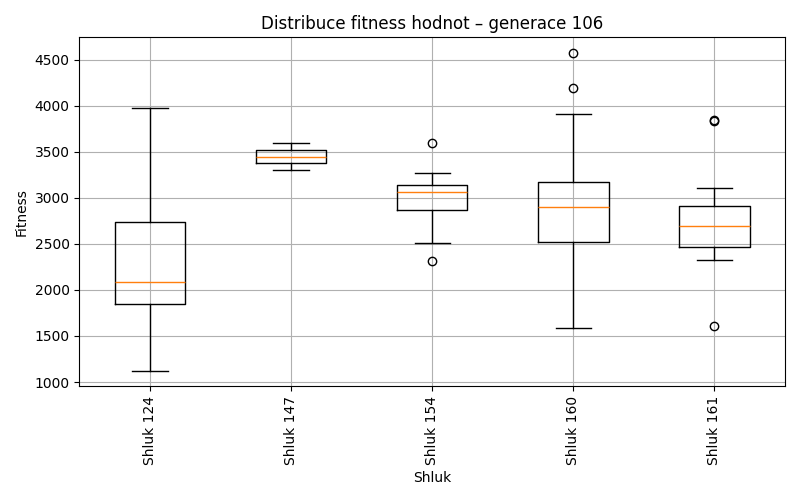 Distribuce fitness hodnot – generace 106
Fitness
4500
4000
3500
3000
2500
2000
1500
1000
Shluk 124
Shluk 147
Shluk 154
Shluk 160
Shluk 161
Shluk